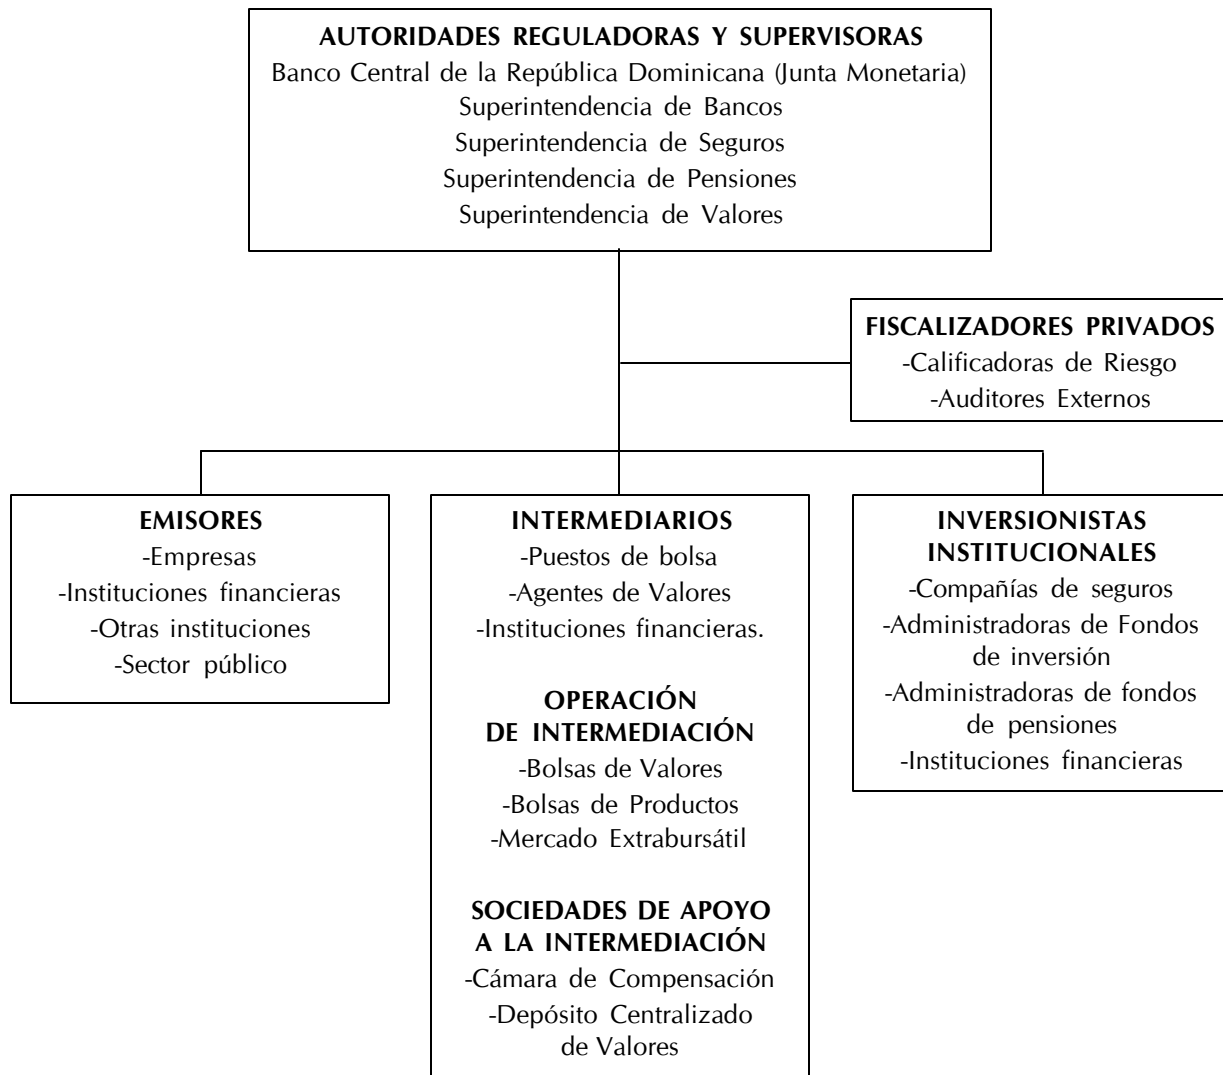 AUTORIDADES REGULADORAS Y SUPERVISORAS
Banco Central de la República Dominicana (Junta Monetaria)
Superintendencia de Bancos
Superintendencia de Seguros
Superintendencia de Pensiones
Superintendencia de Valores
FISCALIZADORES PRIVADOS
-Calificadoras de Riesgo
-Auditores Externos
EMISORES
-Empresas
-Instituciones financieras
-Otras instituciones
-Sector público
INTERMEDIARIOS
-Puestos de bolsa
-Agentes de Valores
-Instituciones financieras.
OPERACIÓN
DE INTERMEDIACIÓN
-Bolsas de Valores
-Bolsas de Productos
-Mercado Extrabursátil
SOCIEDADES DE APOYO
A LA INTERMEDIACIÓN
-Cámara de Compensación
-Depósito Centralizado
de Valores
INVERSIONISTAS
INSTITUCIONALES
-Compañías de seguros
-Administradoras de Fondos
de inversión
-Administradoras de fondos
de pensiones
-Instituciones financieras